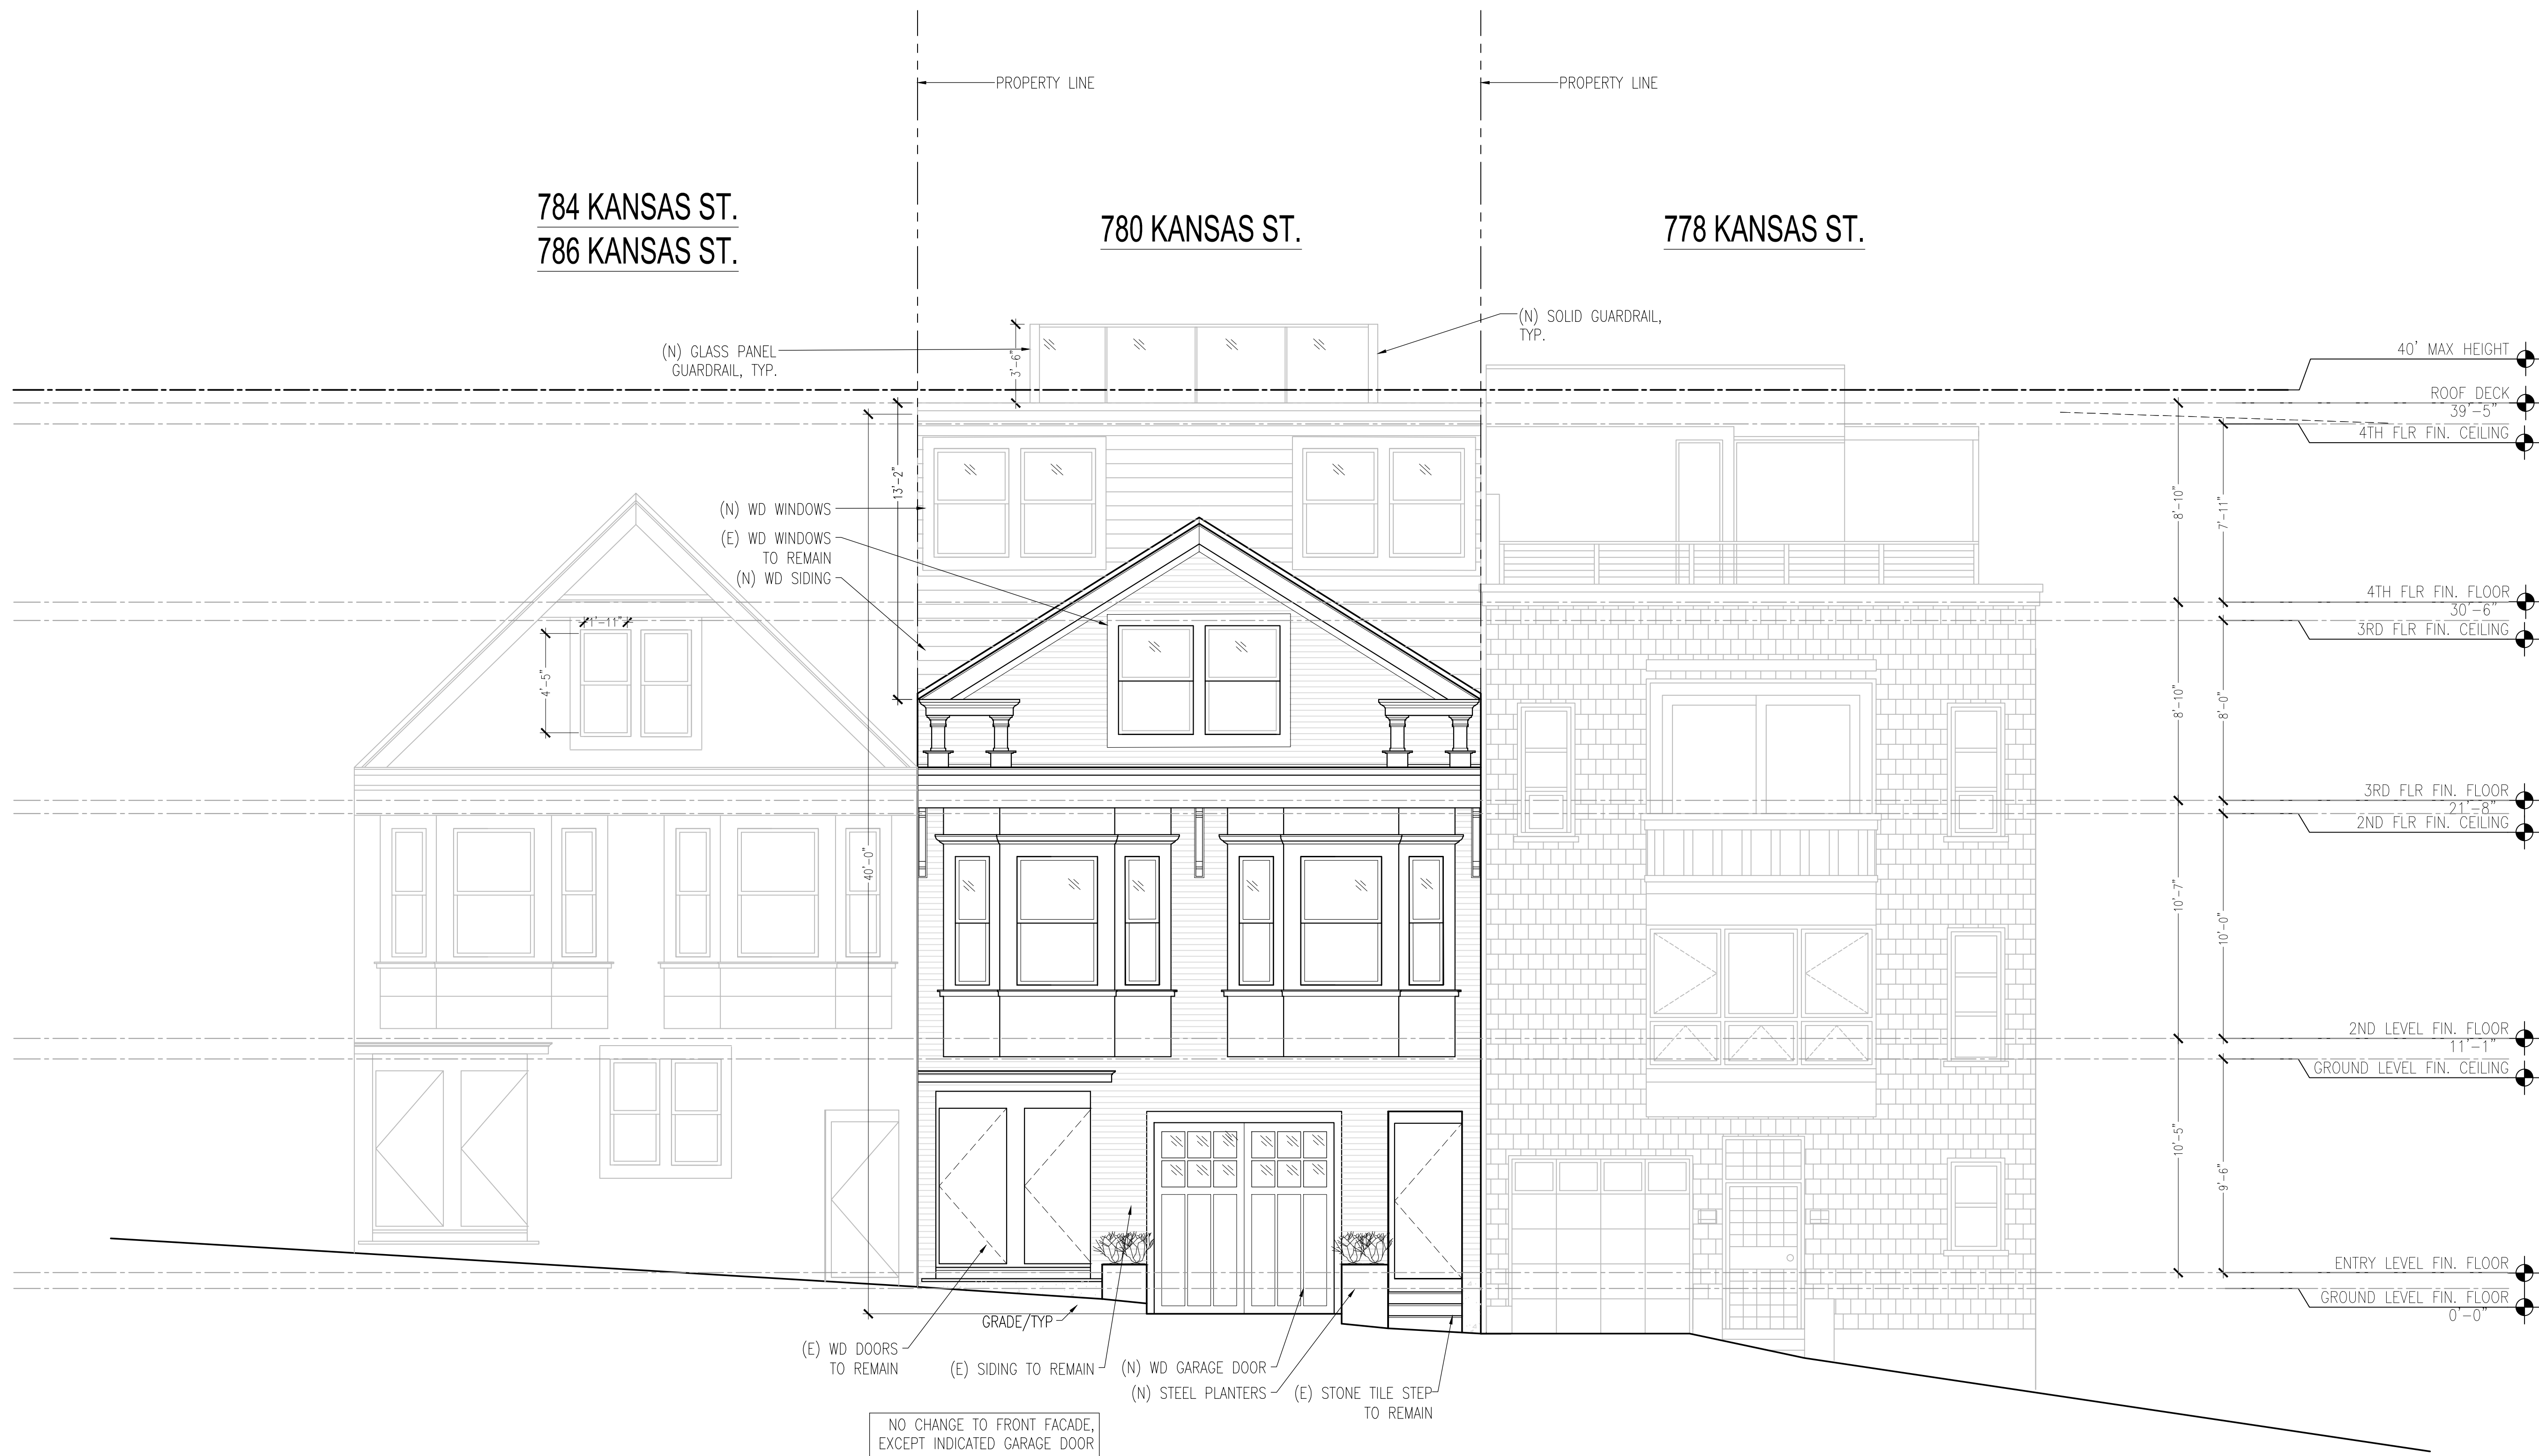 PROPERTY LINE
PROPERTY LINE
784 KANSAS ST.
786 KANSAS ST.
780 KANSAS ST.
778 KANSAS ST.
(N) GLASS PANEL
GUARDRAIL, TYP.
3'-6"
(N) SOLID GUARDRAIL,
TYP.
40' MAX HEIGHT
ROOF DECK
39'-5"
4TH FLR FIN. CEILING
13'-2"
8'-10"
7'-11"
(N) WD WINDOWS
(E) WD WINDOWS
TO REMAIN
(N) WD SIDING
4TH FLR FIN. FLOOR
30'-6"
3RD FLR FIN. CEILING
1'-11"
4'-5"
8'-10"
8'-0"
3RD FLR FIN. FLOOR
21'-8"
2ND FLR FIN. CEILING
40'-0"
10'-7"
10'-0"
2ND LEVEL FIN. FLOOR
11'-1"
GROUND LEVEL FIN. CEILING
10'-5"
9'-6"
ENTRY LEVEL FIN. FLOOR
GROUND LEVEL FIN. FLOOR
0'-0"
GRADE/TYP
(E) WD DOORS
TO REMAIN
(E) SIDING TO REMAIN
(N) WD GARAGE DOOR
(N) STEEL PLANTERS
(E) STONE TILE STEP
TO REMAIN
NO CHANGE TO FRONT FACADE,
EXCEPT INDICATED GARAGE DOOR